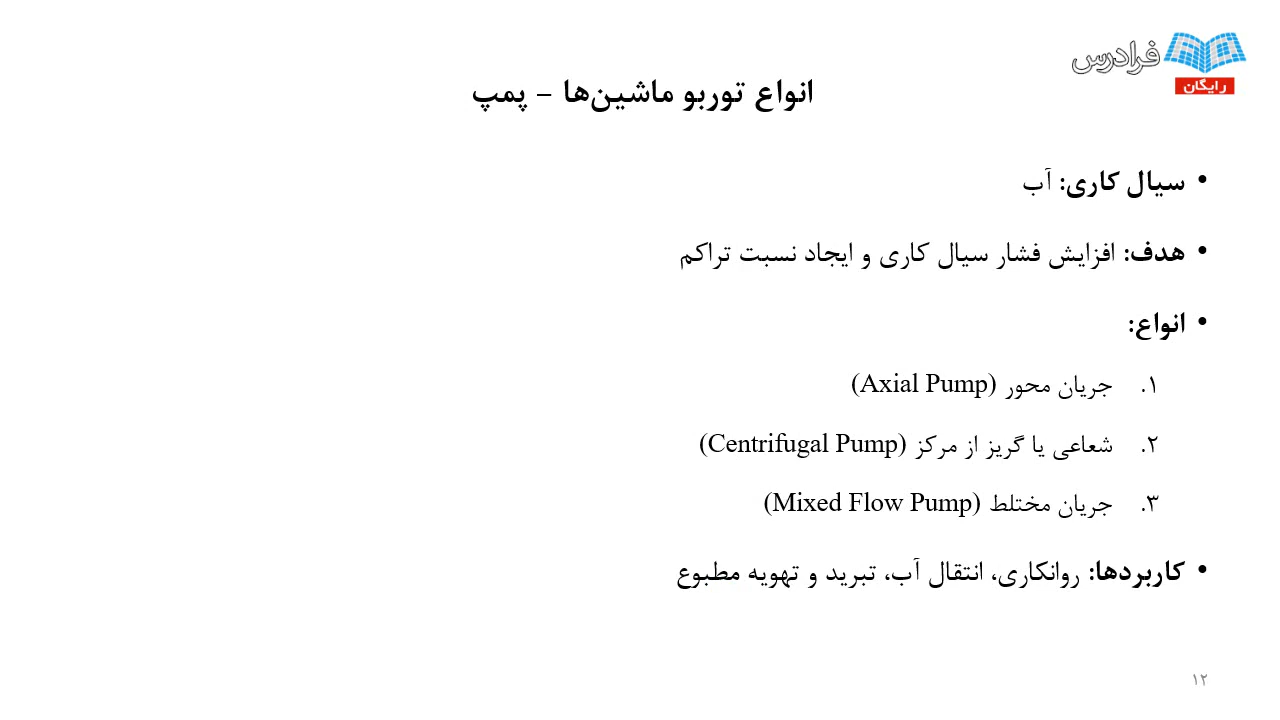 فرادرس
رایگان
انواع توربو ماشین‌ها – پمپ
• سیال کاری: آب
• هدف: افزایش فشار سیال کاری و ایجاد نسبت تراکم
• انواع:
۱. جریان محور (Axial Pump)
۲. شعاعی یا گریز از مرکز (Centrifugal Pump)
۳. جریان مختلط (Mixed Flow Pump)
• کاربردها: روانکاری، انتقال آب، تبرید و تهویه مطبوع
۱۲